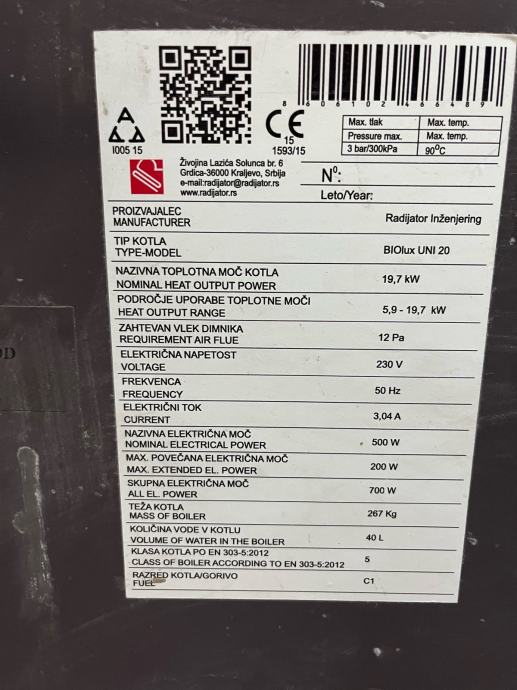 A
I005 15
8606102466489
CE
15
1593/15
Max. tlak
Pressure max.
3 bar/300kPa
Max. temp.
Max. temp.
90⁰C
Živojina Lazića Solunca br. 6
Grdica-36000 Kraljevo, Srbija
e-mail:radijator@radijator.rs
www.radijator.rs
N⁰:
Leto/Year:
PROIZVAJALEC
MANUFACTURER
Radijator Inženjering
TIP KOTLA
TYPE-MODEL
BIOlux UNI 20
NAZIVNA TOPLOTNA MOČ KOTLA
NOMINAL HEAT OUTPUT POWER
19,7 kW
PODROČJE UPORABE TOPLOTNE MOČI
HEAT OUTPUT RANGE
5,9 - 19,7 kW
ZAHTEVAN VLEK DIMNIKA
REQUIREMENT AIR FLUE
12 Pa
ELEKTRIČNA NAPETOST
VOLTAGE
230 V
FREKVENCA
FREQUENCY
50 Hz
ELEKTRIČNI TOK
CURRENT
3,04 A
NAZIVNA ELEKTRIČNA MOČ
NOMINAL ELECTRICAL POWER
500 W
MAX. POVEČANA ELEKTRIČNA MOČ
MAX. EXTENDED EL. POWER
200 W
SKUPNA ELEKTRIČNA MOČ
ALL EL. POWER
700 W
TEŽA KOTLA
MASS OF BOILER
267 Kg
KOLIČINA VODE V KOTLU
VOLUME OF WATER IN THE BOILER
40 L
KLASA KOTLA PO EN 303-5:2012
CLASS OF BOILER ACCORDING TO EN 303-5:2012
5
RAZRED KOTLA/GORIVO
FUEL
C1